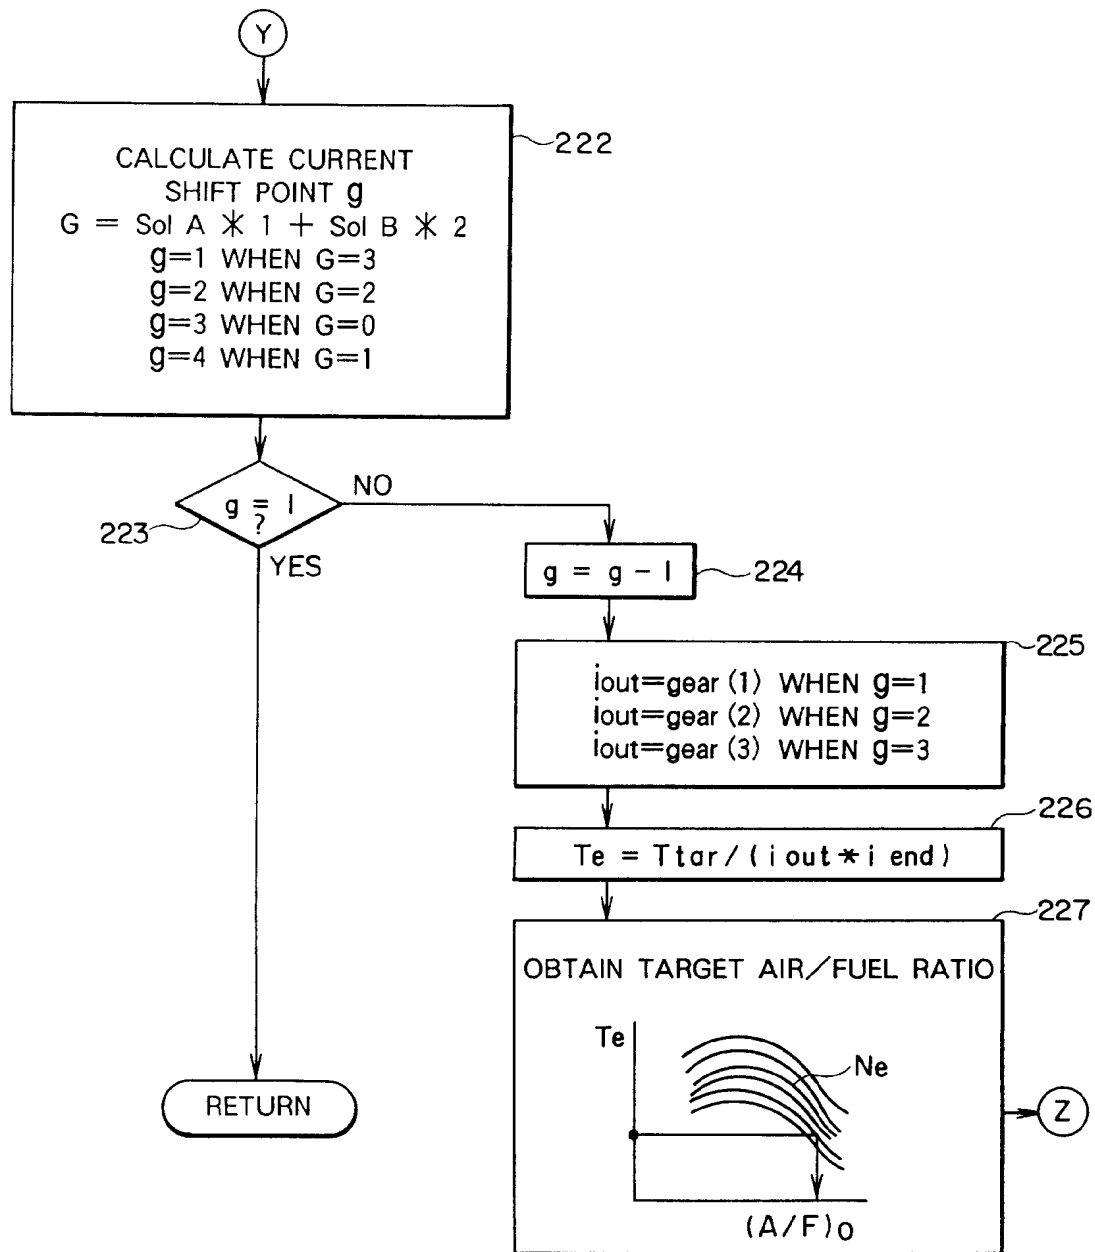 Y
222
CALCULATE CURRENT
SHIFT POINT g
G = Sol A * 1 + Sol B * 2
g=1 WHEN G=3
g=2 WHEN G=2
g=3 WHEN G=0
g=4 WHEN G=1
g = 1
?
223
NO
YES
g = g - 1
224
225
iout=gear (1) WHEN g=1
iout=gear (2) WHEN g=2
iout=gear (3) WHEN g=3
226
Te = Ttar/(i out * i end)
227
OBTAIN TARGET AIR/FUEL RATIO
Te
Ne
(A/F)o
Z
RETURN